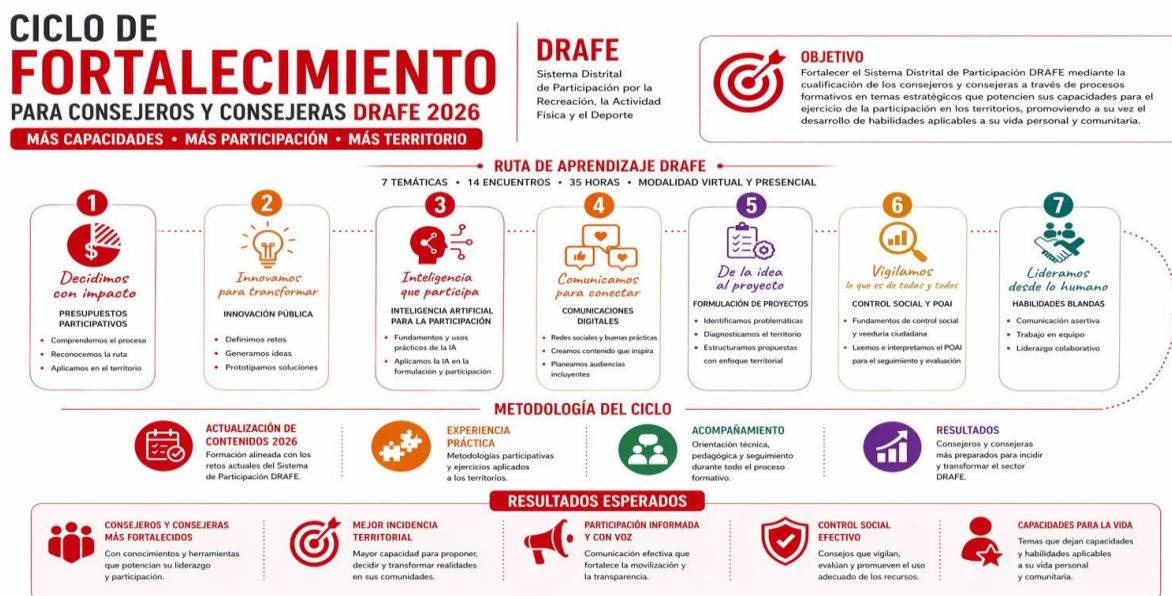 CICLO DE
FORTALECIMIENTO
PARA CONSEJEROS Y CONSEJERAS DRAFE 2026
MÁS CAPACIDADES • MÁS PARTICIPACIÓN • MÁS TERRITORIO
DRAFE
Sistema Distrital
de Participación por la
Recreación, la Actividad
Física y el Deporte
OBJETIVO
Fortalecer el Sistema Distrital de Participación DRAFE mediante la
cualificación de los consejeros y consejeras a través de procesos
formativos en temas estratégicos que potencien sus capacidades para el
ejercicio de la participación en los territorios, promoviendo a su vez el
desarrollo de habilidades aplicables a su vida personal y comunitaria.
RUTA DE APRENDIZAJE DRAFE
7 TEMÁTICAS • 14 ENCUENTROS • 35 HORAS • MODALIDAD VIRTUAL Y PRESENCIAL
1
$
Decidimos
con impacto
PRESUPUESTOS
PARTICIPATIVOS
• Comprendemos el proceso
• Reconocemos la ruta
• Aplicamos en el territorio
2
Innovamos
para transformar
INNOVACIÓN PÚBLICA
• Definimos retos
• Generamos ideas
• Prototipamos soluciones
3
Inteligencia
que participa
INTELIGENCIA ARTIFICIAL
PARA LA PARTICIPACIÓN
• Fundamentos y usos
prácticos de la IA
• Aplicamos la IA en la
formulación y participación
4
Comunicamos
para conectar
COMUNICACIONES
DIGITALES
• Redes sociales y buenas prácticas
• Creamos contenido que inspira
• Planeamos audiencias
incluyentes
5
De la idea
al proyecto
FORMULACIÓN DE PROYECTOS
• Identificamos problemáticas
• Diagnosticamos el territorio
• Estructuramos propuestas
con enfoque territorial
6
Vigilamos
lo que es de todas y todos
CONTROL SOCIAL Y POAI
• Fundamentos de control social
y veeduría ciudadana
• Leemos e interpretamos el POAI
para el seguimiento y evaluación
7
Lideramos
desde lo humano
HABILIDADES BLANDAS
• Comunicación asertiva
• Trabajo en equipo
• Liderazgo colaborativo
METODOLOGÍA DEL CICLO
ACTUALIZACIÓN DE
CONTENIDOS 2026
Formación alineada con los
retos actuales del Sistema
de Participación DRAFE.
EXPERIENCIA
PRÁCTICA
Metodologías participativas
y ejercicios aplicados
a los territorios.
ACOMPAÑAMIENTO
Orientación técnica,
pedagógica y seguimiento
durante todo el proceso
formativo.
RESULTADOS
Consejeros y consejeras
más preparados para incidir
y transformar el sector
DRAFE.
RESULTADOS ESPERADOS
CONSEJEROS Y CONSEJERAS
MÁS FORTALECIDOS
Con conocimientos y herramientas
que potencian su liderazgo
y participación.
MEJOR INCIDENCIA
TERRITORIAL
Mayor capacidad para proponer,
decidir y transformar realidades
en sus comunidades.
PARTICIPACIÓN INFORMADA
Y CON VOZ
Comunicación efectiva que
fortalece la movilización y
la transparencia.
CONTROL SOCIAL
EFECTIVO
Consejos que vigilan,
evalúan y promueven el uso
adecuado de los recursos.
CAPACIDADES PARA LA VIDA
Temas que dejan capacidades
y habilidades aplicables
a su vida personal
y comunitaria.